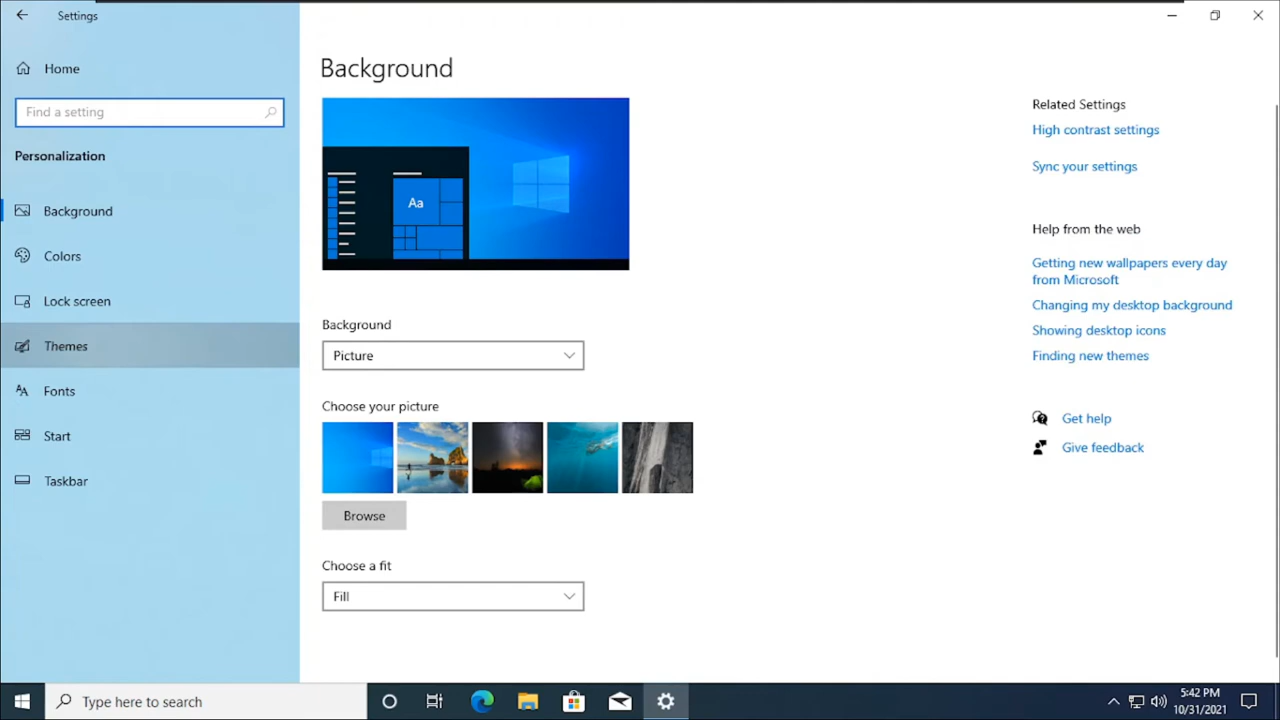 Settings
Home
Find a setting
Personalization
Background
Colors
Lock screen
Themes
Fonts
Start
Taskbar
Background
Aa
Background
Picture
Choose your picture
Browse
Choose a fit
Fill
Related Settings
High contrast settings
Sync your settings
Help from the web
Getting new wallpapers every day
from Microsoft
Changing my desktop background
Showing desktop icons
Finding new themes
Get help
Give feedback
Type here to search
5:42 PM
10/31/2021